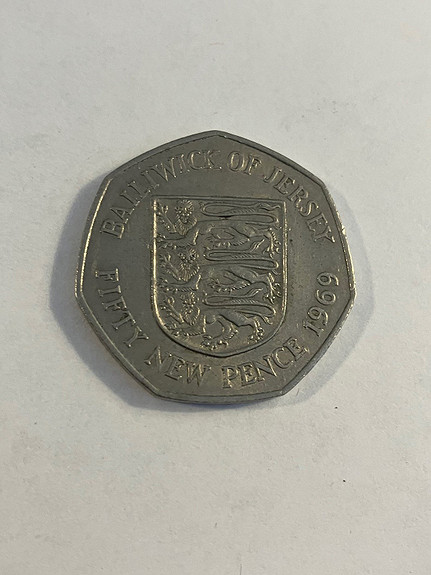 BAILIWICK OF JERSEY
FIFTY NEW PENCE 1969